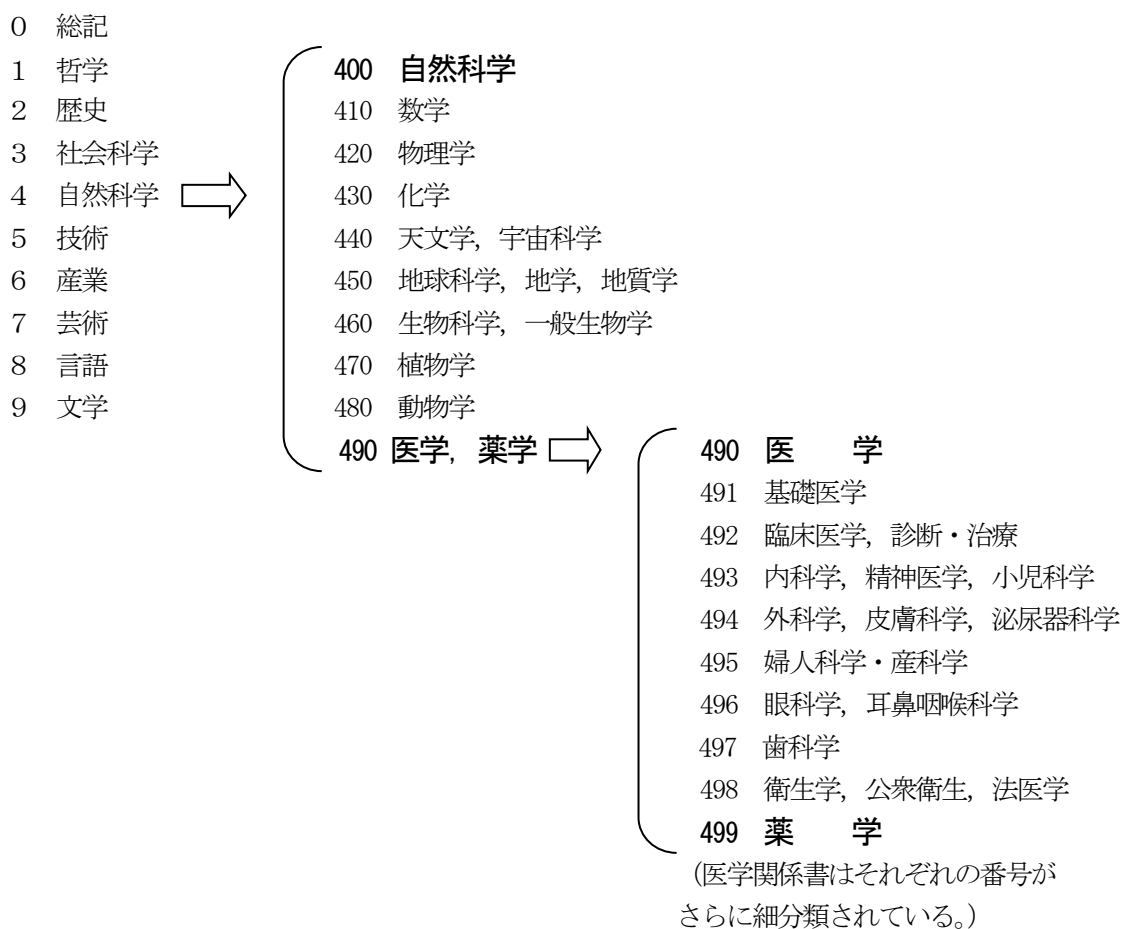 0 総記
1 哲学
2 歴史
3 社会科学
4 自然科学
5 技術
6 産業
7 芸術
8 言語
9 文学
400 自然科学
410 数学
420 物理学
430 化学
440 天文学，宇宙科学
450 地球科学，地学，地質学
460 生物科学，一般生物学
470 植物学
480 動物学
490 医学，薬学
490 医　学
491 基礎医学
492 臨床医学，診断・治療
493 内科学，精神医学，小児科学
494 外科学，皮膚科学，泌尿器科学
495 婦人科学・産科学
496 眼科学，耳鼻咽喉科学
497 歯科学
498 衛生学，公衆衛生，法医学
499 薬　学
（医学関係書はそれぞれの番号が
さらに細分類されている。）